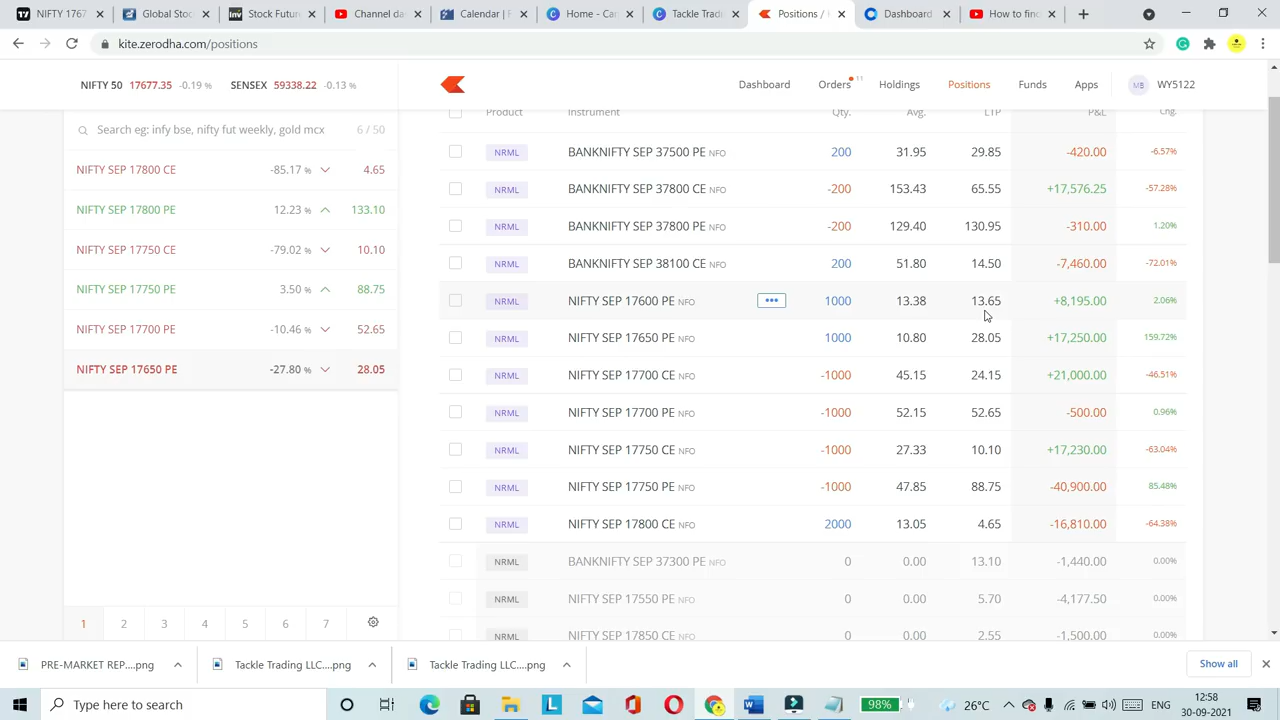 NIFTY 17
Global Stoc
Stock Future
Channel da
Calendar | F
Home - Can
Tackle Tradin
Positions /
Dashboard
How to find
kite.zerodha.com/positions
NIFTY 50 17677.35 -0.19 % SENSEX 59338.22 -0.13 %
Dashboard Orders 11 Holdings Positions Funds Apps MB WY5122
Search eg: infy bse, nifty fut weekly, gold mcx 6 / 50
NIFTY SEP 17800 CE -85.17 % 4.65
NIFTY SEP 17800 PE 12.23 % 133.10
NIFTY SEP 17750 CE -79.02 % 10.10
NIFTY SEP 17750 PE 3.50 % 88.75
NIFTY SEP 17700 PE -10.46 % 52.65
NIFTY SEP 17650 PE -27.80 % 28.05
1 2 3 4 5 6 7
Product Instrument Qty. Avg. LTP P&L Chg.
NRML BANKNIFTY SEP 37500 PE NFO 200 31.95 29.85 -420.00 -6.57%
NRML BANKNIFTY SEP 37800 CE NFO -200 153.43 65.55 +17,576.25 -57.28%
NRML BANKNIFTY SEP 37800 PE NFO -200 129.40 130.95 -310.00 1.20%
NRML BANKNIFTY SEP 38100 CE NFO 200 51.80 14.50 -7,460.00 -72.01%
NRML NIFTY SEP 17600 PE NFO ••• 1000 13.38 13.65 +8,195.00 2.06%
NRML NIFTY SEP 17650 PE NFO 1000 10.80 28.05 +17,250.00 159.72%
NRML NIFTY SEP 17700 CE NFO -1000 45.15 24.15 +21,000.00 -46.51%
NRML NIFTY SEP 17700 PE NFO -1000 52.15 52.65 -500.00 0.96%
NRML NIFTY SEP 17750 CE NFO -1000 27.33 10.10 +17,230.00 -63.04%
NRML NIFTY SEP 17750 PE NFO -1000 47.85 88.75 -40,900.00 85.48%
NRML NIFTY SEP 17800 CE NFO 2000 13.05 4.65 -16,810.00 -64.38%
NRML BANKNIFTY SEP 37300 PE NFO 0 0.00 13.10 -1,440.00 0.00%
NRML NIFTY SEP 17550 PE NFO 0 0.00 5.70 -4,177.50 0.00%
NRML NIFTY SEP 17850 CE NFO 0 0.00 2.55 -1,500.00 0.00%
PRE-MARKET REP....png
Tackle Trading LLC....png
Tackle Trading LLC....png
Show all
Type here to search
98%
26°C
ENG
12:58
30-09-2021